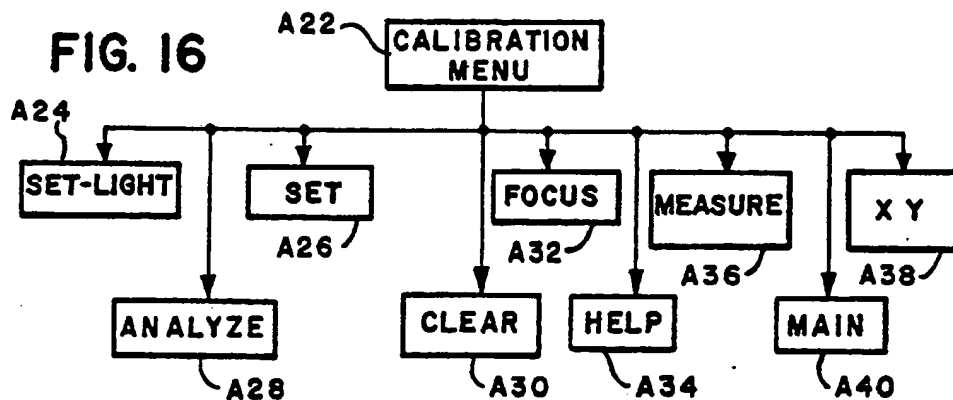 FIG. 16
A22
CALIBRATION
MENU
A24
SET-LIGHT
SET
A26
FOCUS
A32
MEASURE
A36
X Y
A38
ANALYZE
A28
CLEAR
A30
HELP
A34
MAIN
A40